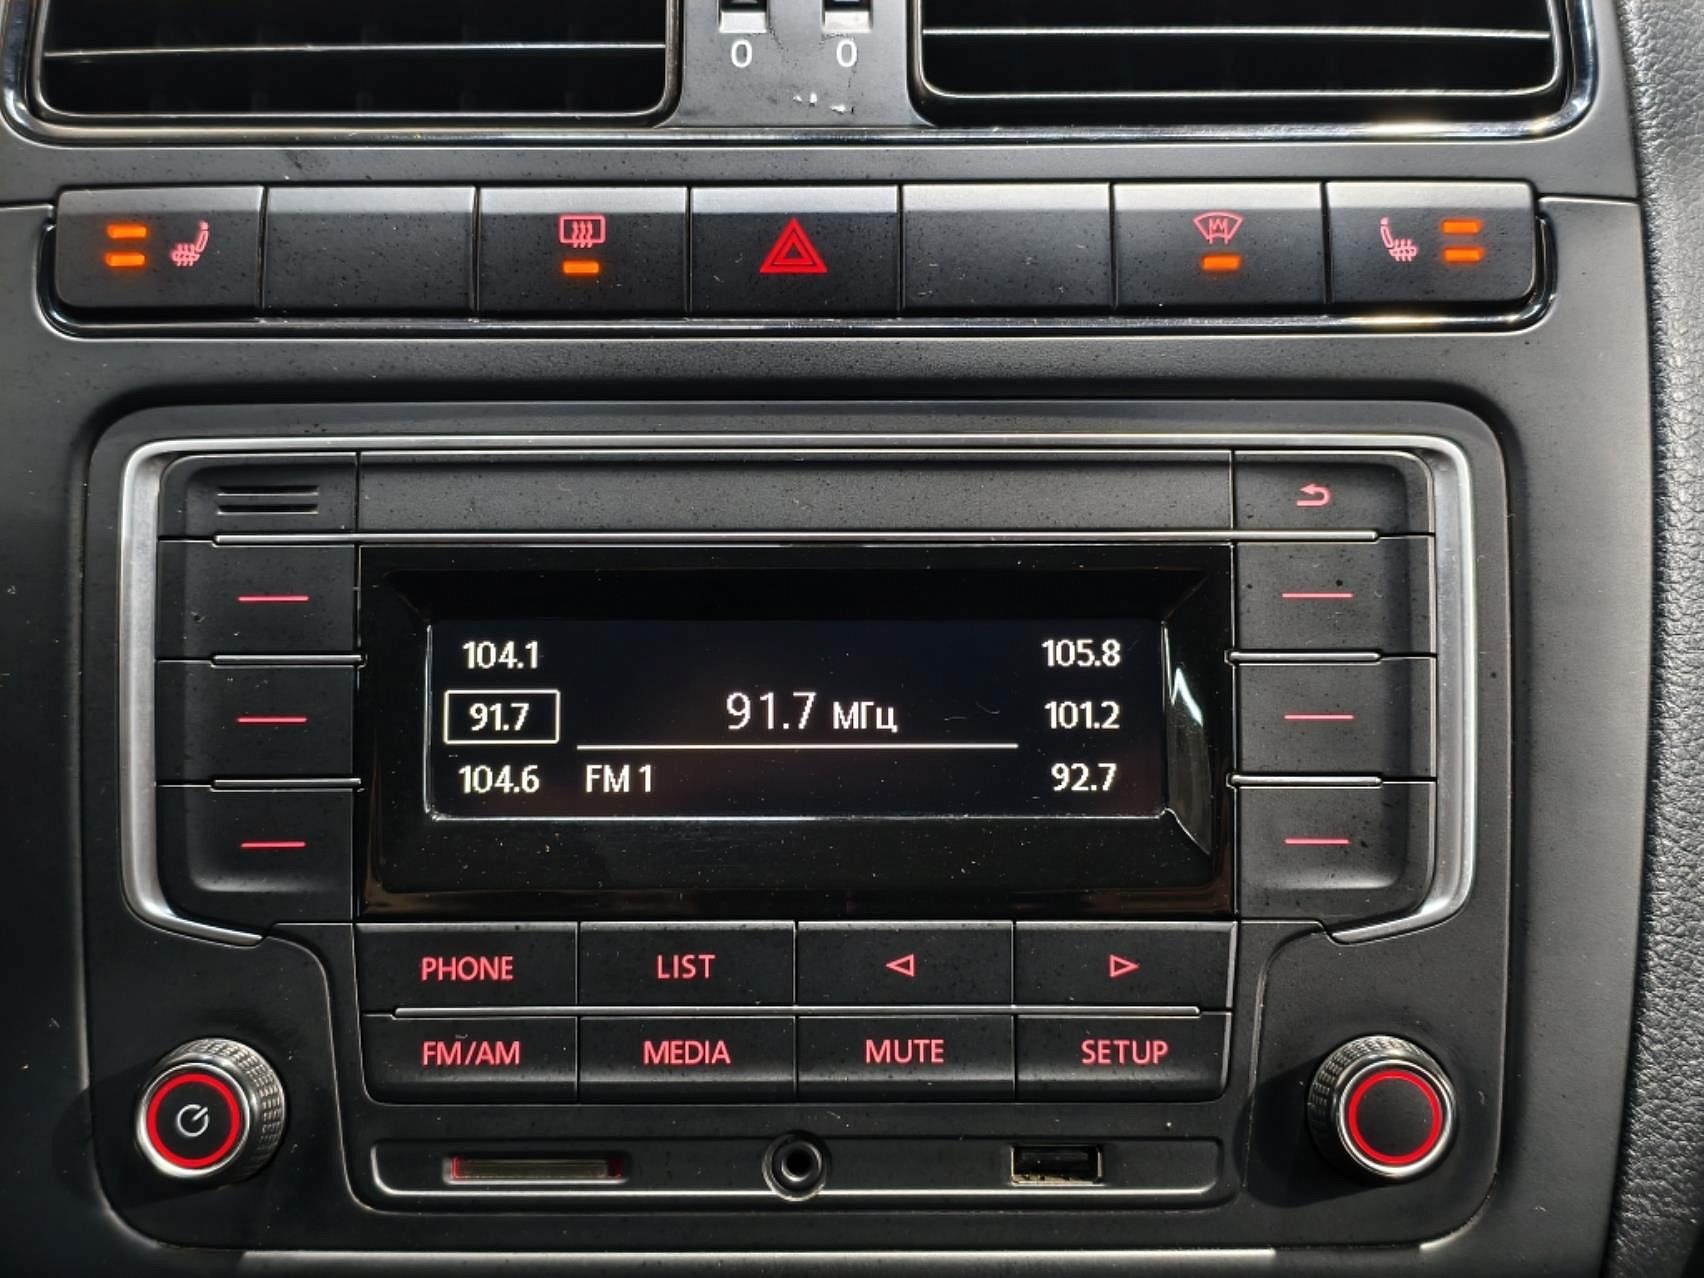 0 0
104.1 105.8
91.7 91.7 МГц 101.2
104.6 FM 1 92.7
PHONE LIST
FM/AM MEDIA MUTE SETUP